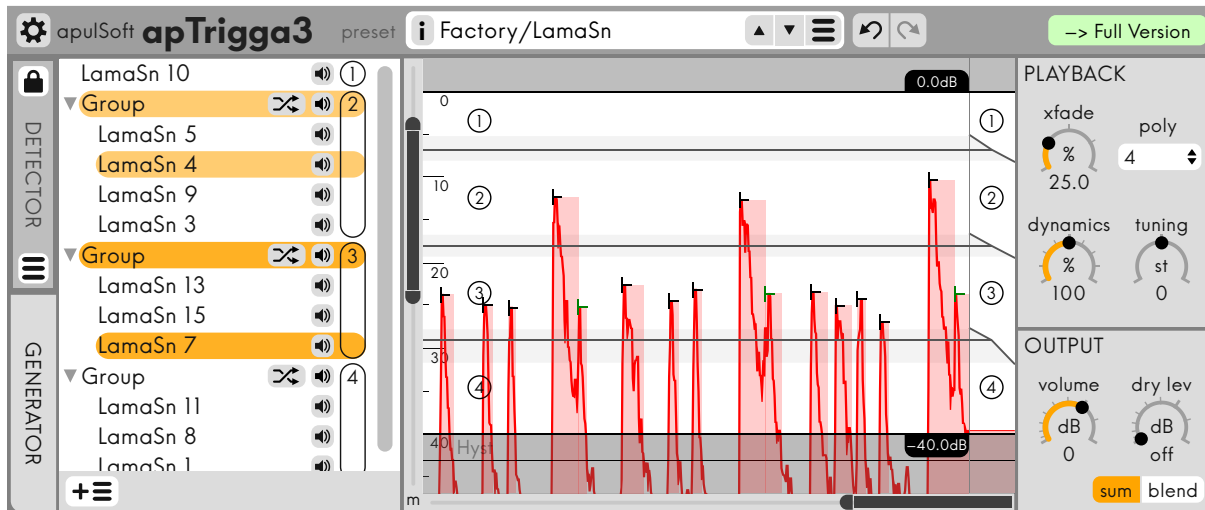 apulSoft apTrigga3 preset i Factory/LamaSn –> Full Version
DETECTOR
GENERATOR
LamaSn 10 1
Group 2
LamaSn 5
LamaSn 4
LamaSn 9
LamaSn 3
Group 3
LamaSn 13
LamaSn 15
LamaSn 7
Group 4
LamaSn 11
LamaSn 8
LamaSn 1
0.0dB
0
1 1
10
2 2
20
3 3
30
4 4
40 Hyst −40.0dB
m
PLAYBACK
xfade
%
25.0
poly
4
dynamics
%
100
tuning
st
0
OUTPUT
volume
dB
0
dry lev
dB
off
sum blend